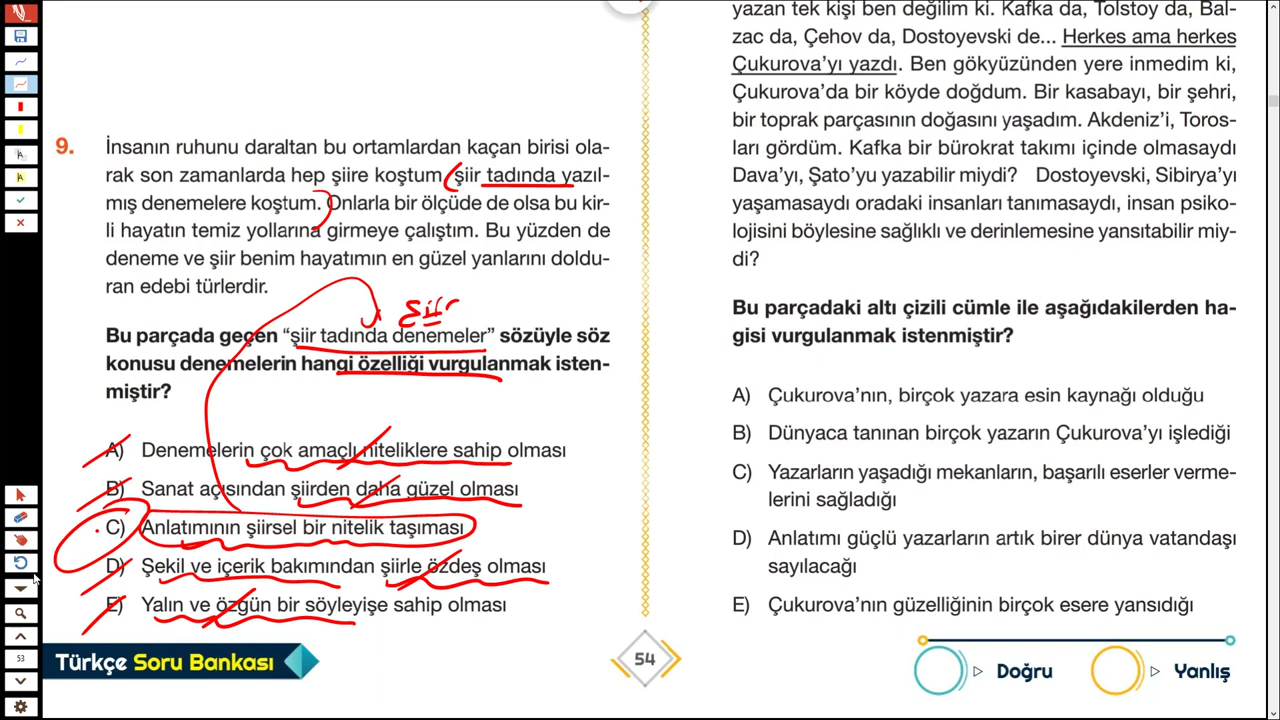 9. İnsanın ruhunu daraltan bu ortamlardan kaçan birisi ola-
rak son zamanlarda hep şiire koştum, şiir tadında yazıl-
mış denemelere koştum. Onlarla bir ölçüde de olsa bu kir-
li hayatın temiz yollarına girmeye çalıştım. Bu yüzden de
deneme ve şiir benim hayatımın en güzel yanlarını doldu-
ran edebi türlerdir.
şiir
Bu parçada geçen “şiir tadında denemeler” sözüyle söz
konusu denemelerin hangi özelliği vurgulanmak isten-
miştir?
A) Denemelerin çok amaçlı niteliklere sahip olması
B) Sanat açısından şiirden daha güzel olması
C) Anlatımının şiirsel bir nitelik taşıması
D) Şekil ve içerik bakımından şiirle özdeş olması
E) Yalın ve özgün bir söyleyişe sahip olması
yazan tek kişi ben değilim ki. Kafka da, Tolstoy da, Bal-
zac da, Çehov da, Dostoyevski de... Herkes ama herkes
Çukurova’yı yazdı. Ben gökyüzünden yere inmedim ki,
Çukurova’da bir köyde doğdum. Bir kasabayı, bir şehri,
bir toprak parçasının doğasını yaşadım. Akdeniz’i, Toros-
ları gördüm. Kafka bir bürokrat takımı içinde olmasaydı
Dava’yı, Şato’yu yazabilir miydi? Dostoyevski, Sibirya’yı
yaşamasaydı oradaki insanları tanımasaydı, insan psiko-
lojisini böylesine sağlıklı ve derinlemesine yansıtabilir miy-
di?
Bu parçadaki altı çizili cümle ile aşağıdakilerden ha-
gisi vurgulanmak istenmiştir?
A) Çukurova’nın, birçok yazara esin kaynağı olduğu
B) Dünyaca tanınan birçok yazarın Çukurova’yı işlediği
C) Yazarların yaşadığı mekanların, başarılı eserler verme-
lerini sağladığı
D) Anlatımı güçlü yazarların artık birer dünya vatandaşı
sayılacağı
E) Çukurova’nın güzelliğinin birçok esere yansıdığı
Türkçe Soru Bankası
54
Doğru
Yanlış
53